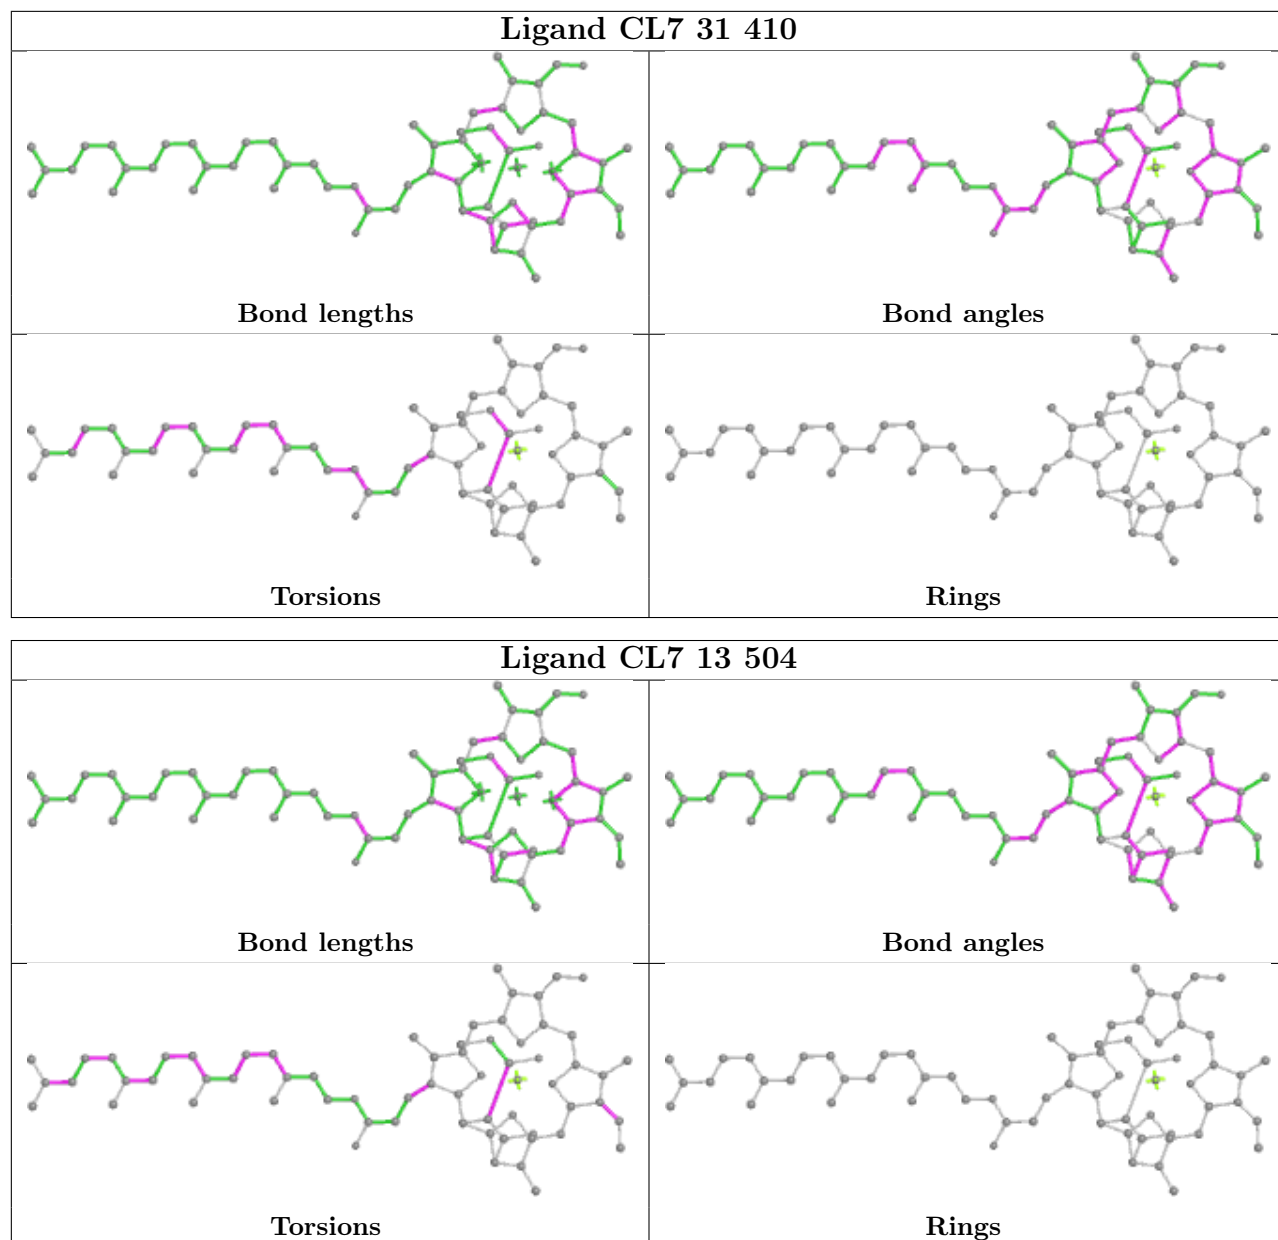 Ligand CL7 31 410
Bond lengths
Bond angles
Torsions
Rings
Ligand CL7 13 504
Bond lengths
Bond angles
Torsions
Rings